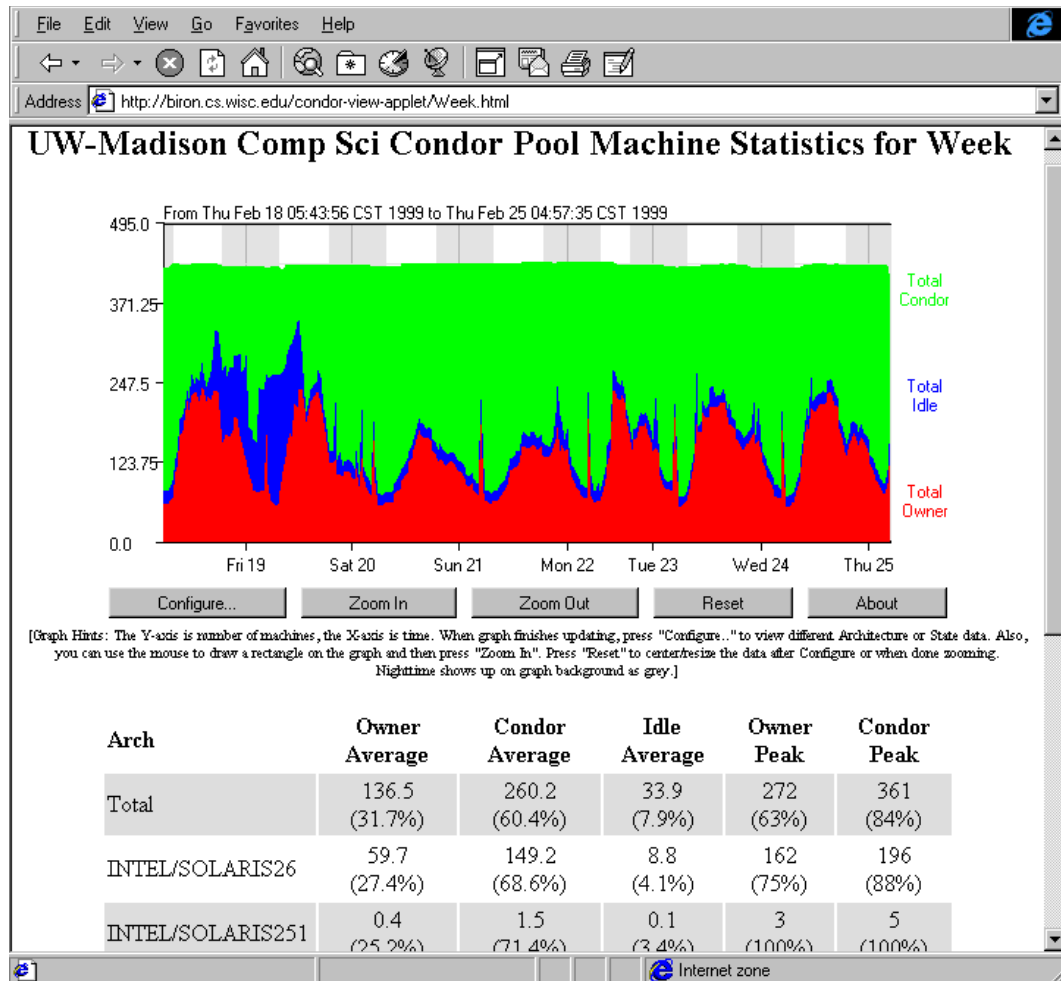 File Edit View Go Favorites Help
Address http://biron.cs.wisc.edu/condor-view-applet/Week.html
UW-Madison Comp Sci Condor Pool Machine Statistics for Week
From Thu Feb 18 05:43:56 CST 1999 to Thu Feb 25 04:57:35 CST 1999
495.0
371.25
247.5
123.75
0.0
Total
Condor
Total
Idle
Total
Owner
Fri 19 Sat 20 Sun 21 Mon 22 Tue 23 Wed 24 Thu 25
Configure... Zoom In Zoom Out Reset About
[Graph Hints: The Y-axis is number of machines, the X-axis is time. When graph finishes updating, press "Configure.." to view different Architecture or State data. Also,
you can use the mouse to draw a rectangle on the graph and then press "Zoom In". Press "Reset" to center/resize the data after Configure or when done zooming.
Nighttime shows up on graph background as grey.]
Arch Owner Average Condor Average Idle Average Owner Peak Condor Peak
Total 136.5 (31.7%) 260.2 (60.4%) 33.9 (7.9%) 272 (63%) 361 (84%)
INTEL/SOLARIS26 59.7 (27.4%) 149.2 (68.6%) 8.8 (4.1%) 162 (75%) 196 (88%)
INTEL/SOLARIS251 0.4 (25.2%) 1.5 (71.4%) 0.1 (3.4%) 3 (100%) 5 (100%)
Internet zone